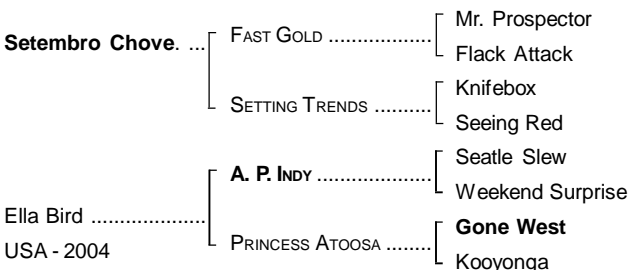 Mr. Prospector
Setembro Chove. ... Fast Gold ..................
Flack Attack
Knifebox
Setting Trends ..........
Seeing Red
Seatle Slew
A. P. Indy ...................
Weekend Surprise
Ella Bird ....................
Gone West
USA - 2004
Princess Atoosa ........
Kooyonga